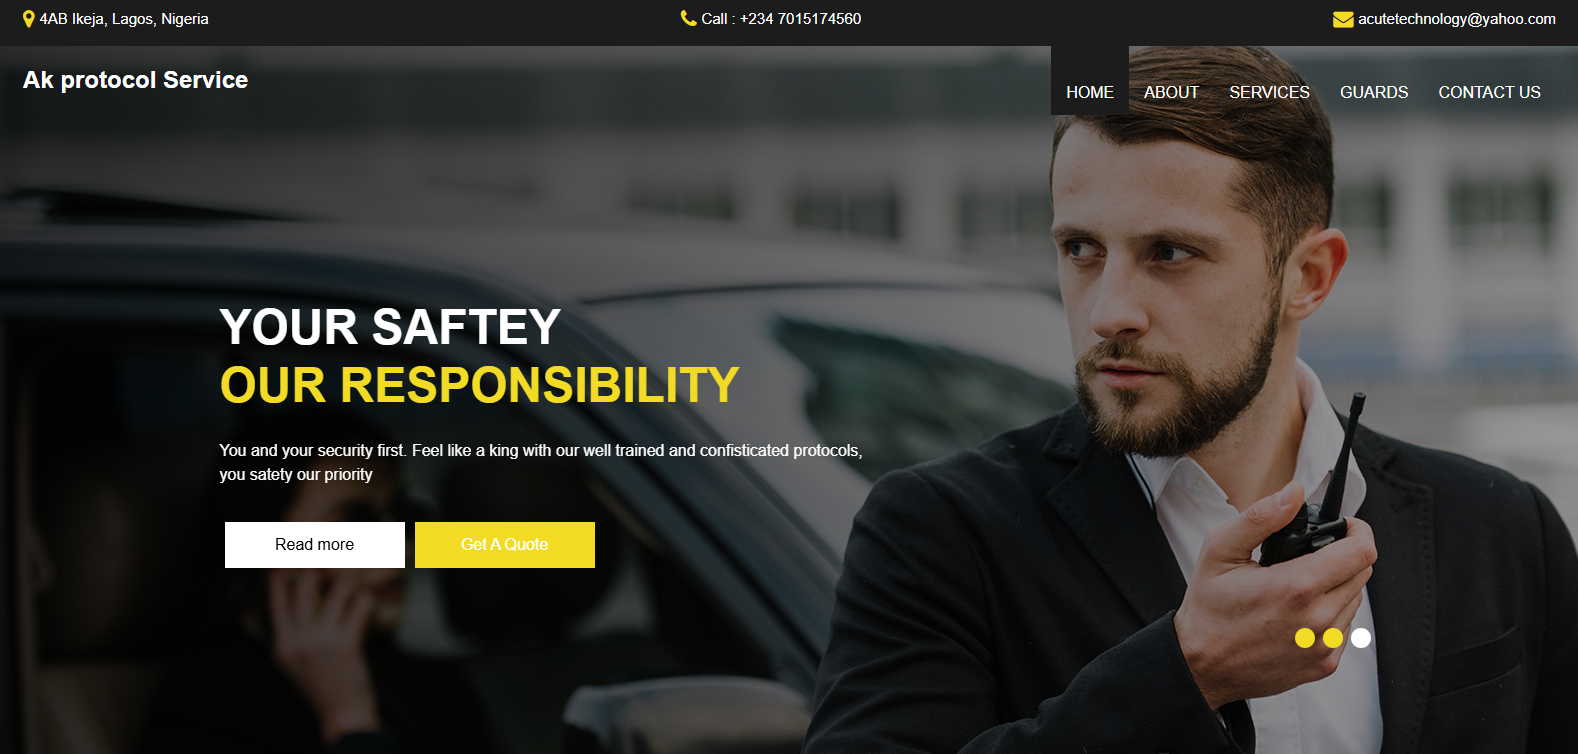 4AB Ikeja, Lagos, Nigeria
Call : +234 7015174560
acutetechnology@yahoo.com
Ak protocol Service
HOME
ABOUT
SERVICES
GUARDS
CONTACT US
YOUR SAFTEY
OUR RESPONSIBILITY
You and your security first. Feel like a king with our well trained and confisticated protocols,
you safety our priority
Read more
Get A Quote